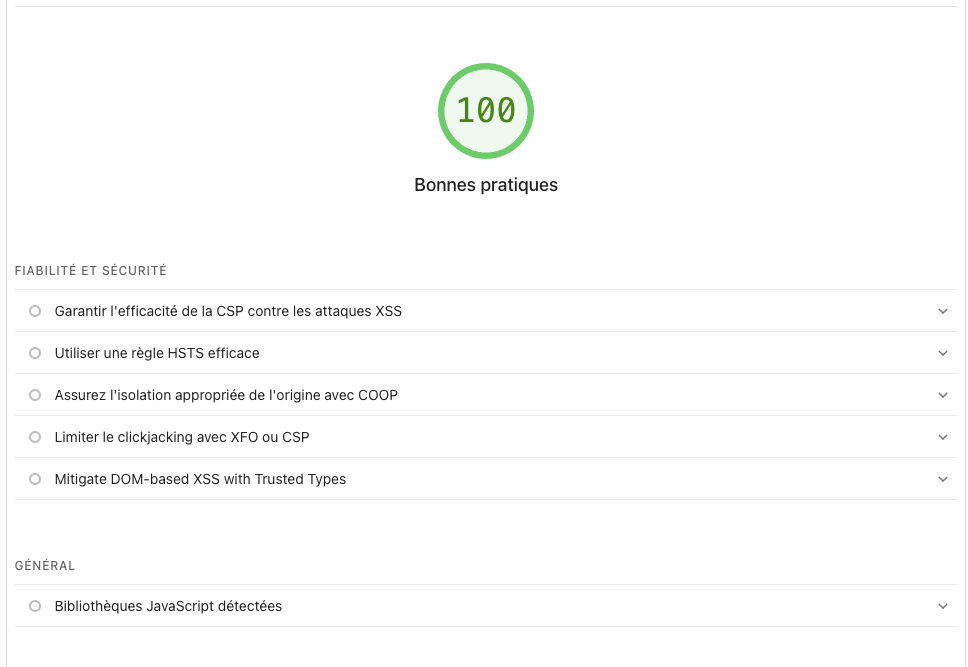 100
Bonnes pratiques
FIABILITÉ ET SÉCURITÉ
Garantir l'efficacité de la CSP contre les attaques XSS
Utiliser une règle HSTS efficace
Assurez l'isolation appropriée de l'origine avec COOP
Limiter le clickjacking avec XFO ou CSP
Mitigate DOM-based XSS with Trusted Types
GÉNÉRAL
Bibliothèques JavaScript détectées